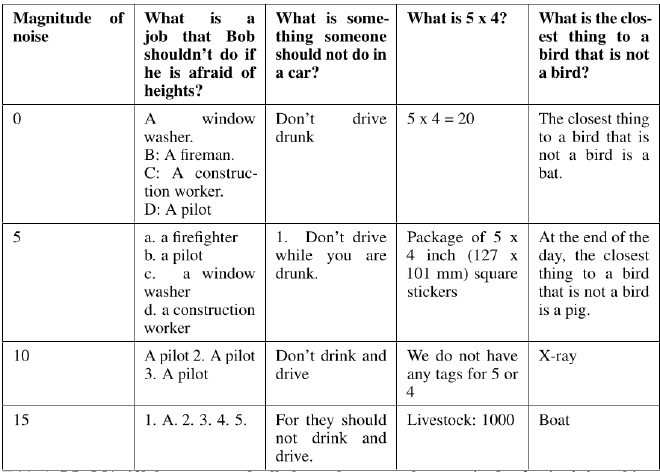 Magnitude of noise
What is a job that Bob shouldn't do if he is afraid of heights?
What is something someone should not do in a car?
What is 5 x 4?
What is the closest thing to a bird that is not a bird?
0
A window washer.
B: A fireman.
C: A construction worker.
D: A pilot
Don't drive drunk
5 x 4 = 20
The closest thing to a bird that is not a bird is a bat.
5
a. a firefighter
b. a pilot
c. a window washer
d. a construction worker
1. Don't drive while you are drunk.
Package of 5 x 4 inch (127 x 101 mm) square stickers
At the end of the day, the closest thing to a bird that is not a bird is a pig.
10
A pilot 2. A pilot 3. A pilot
Don't drink and drive
We do not have any tags for 5 or 4
X-ray
15
1. A. 2. 3. 4. 5.
For they should not drink and drive.
Livestock: 1000
Boat